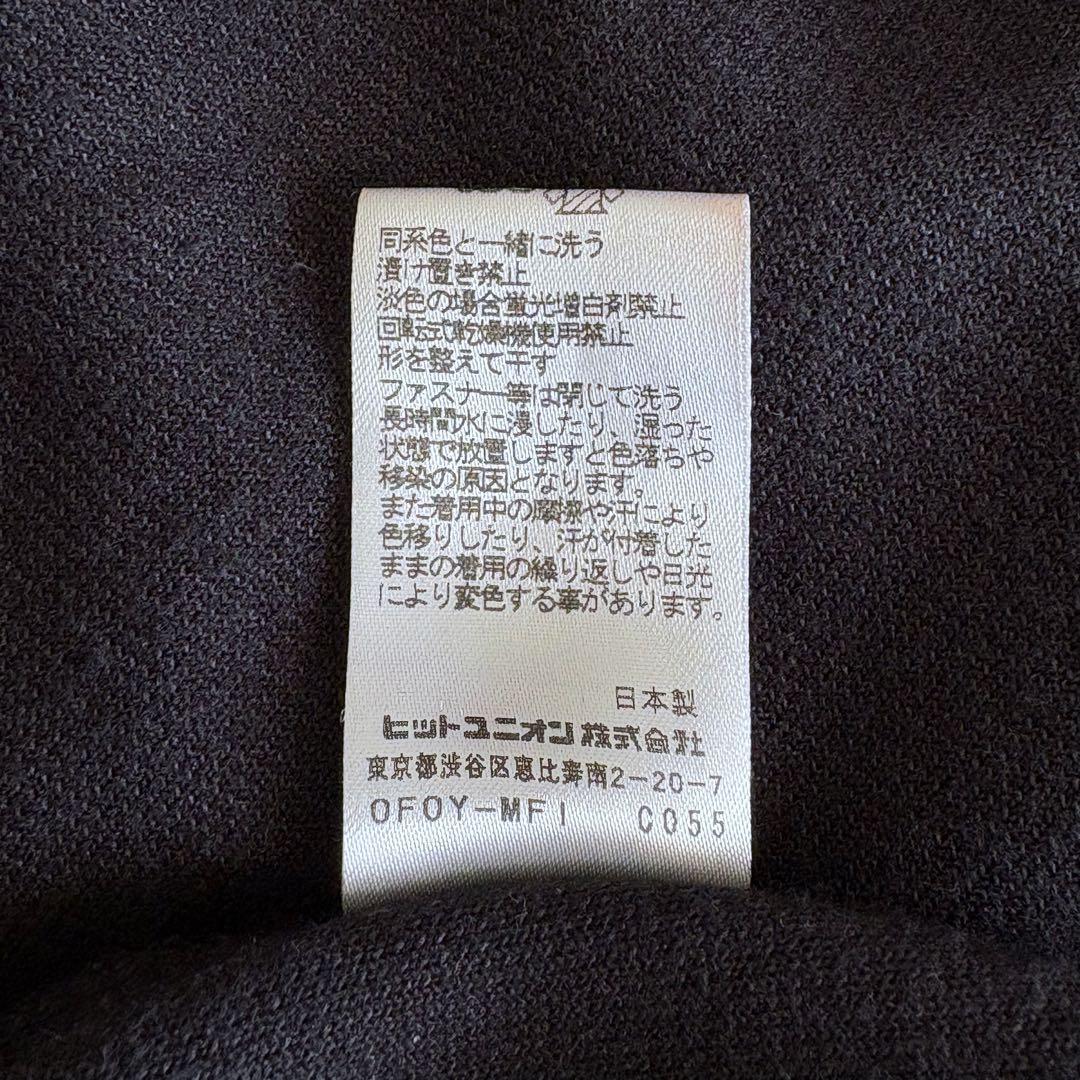 同系色と一緒に洗う
漬け置き禁止
淡色の場合蛍光増白剤禁止
回転式乾燥機使用禁止
形を整えて干す
ファスナー等は閉じて洗う
長時間水に浸したり、湿った
状態で放置しますと色落ちや
移染の原因となります。
また着用中の摩擦や汗により
色移りしたり、汗が付着した
ままの着用の繰り返しや日光
により変色する事があります。
日本製
ヒットユニオン株式会社
東京都渋谷区恵比寿南2-20-7
0F0Y-MFI C055